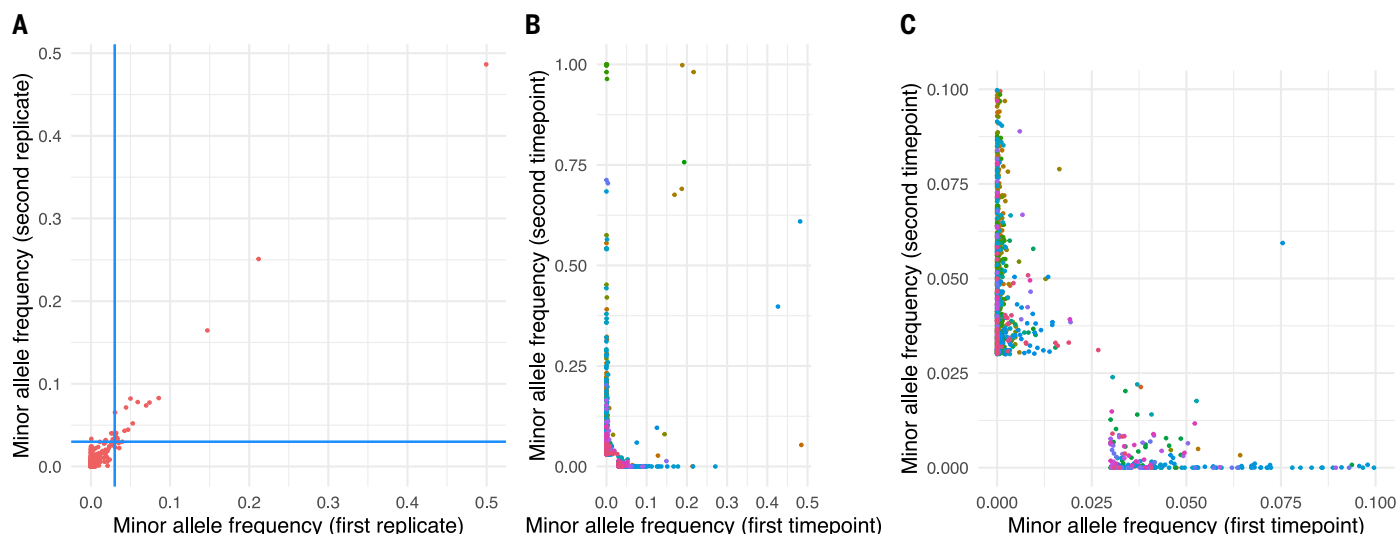 A
Minor allele frequency (second replicate)
0.5
0.4
0.3
0.2
0.1
0.0
0.0 0.1 0.2 0.3 0.4 0.5
Minor allele frequency (first replicate)
B
Minor allele frequency (second timepoint)
1.00
0.75
0.50
0.25
0.00
0.0 0.1 0.2 0.3 0.4 0.5
Minor allele frequency (first timepoint)
C
Minor allele frequency (second timepoint)
0.100
0.075
0.050
0.025
0.000
0.000 0.025 0.050 0.075 0.100
Minor allele frequency (first timepoint)